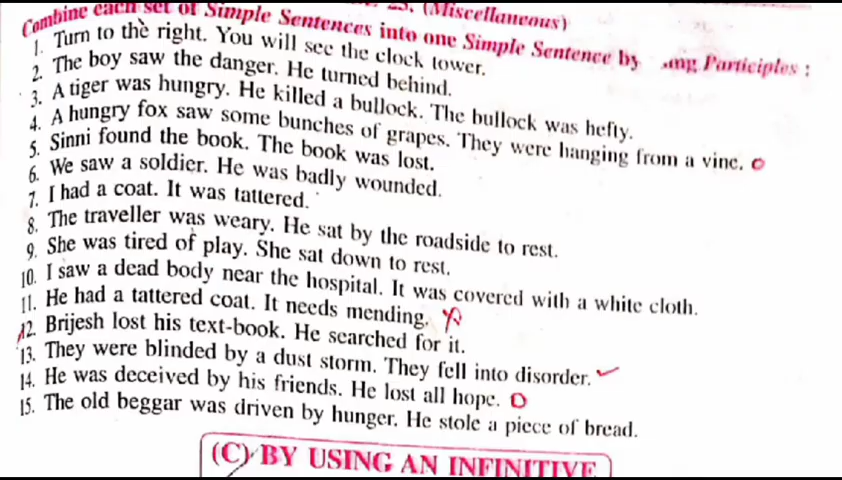 23. (Miscellaneous)
Combine each set of Simple Sentences into one Simple Sentence by Participles :
1. Turn to the right. You will see the clock tower.
2. The boy saw the danger. He turned behind.
3. A tiger was hungry. He killed a bullock. The bullock was hefty.
4. A hungry fox saw some bunches of grapes. They were hanging from a vine.
5. Sinni found the book. The book was lost.
6. We saw a soldier. He was badly wounded.
7. I had a coat. It was tattered.
8. The traveller was weary. He sat by the roadside to rest.
9. She was tired of play. She sat down to rest.
10. I saw a dead body near the hospital. It was covered with a white cloth.
11. He had a tattered coat. It needs mending.
12. Brijesh lost his text-book. He searched for it.
13. They were blinded by a dust storm. They fell into disorder.
14. He was deceived by his friends. He lost all hope.
15. The old beggar was driven by hunger. He stole a piece of bread.
(C) BY USING AN INFINITIVE